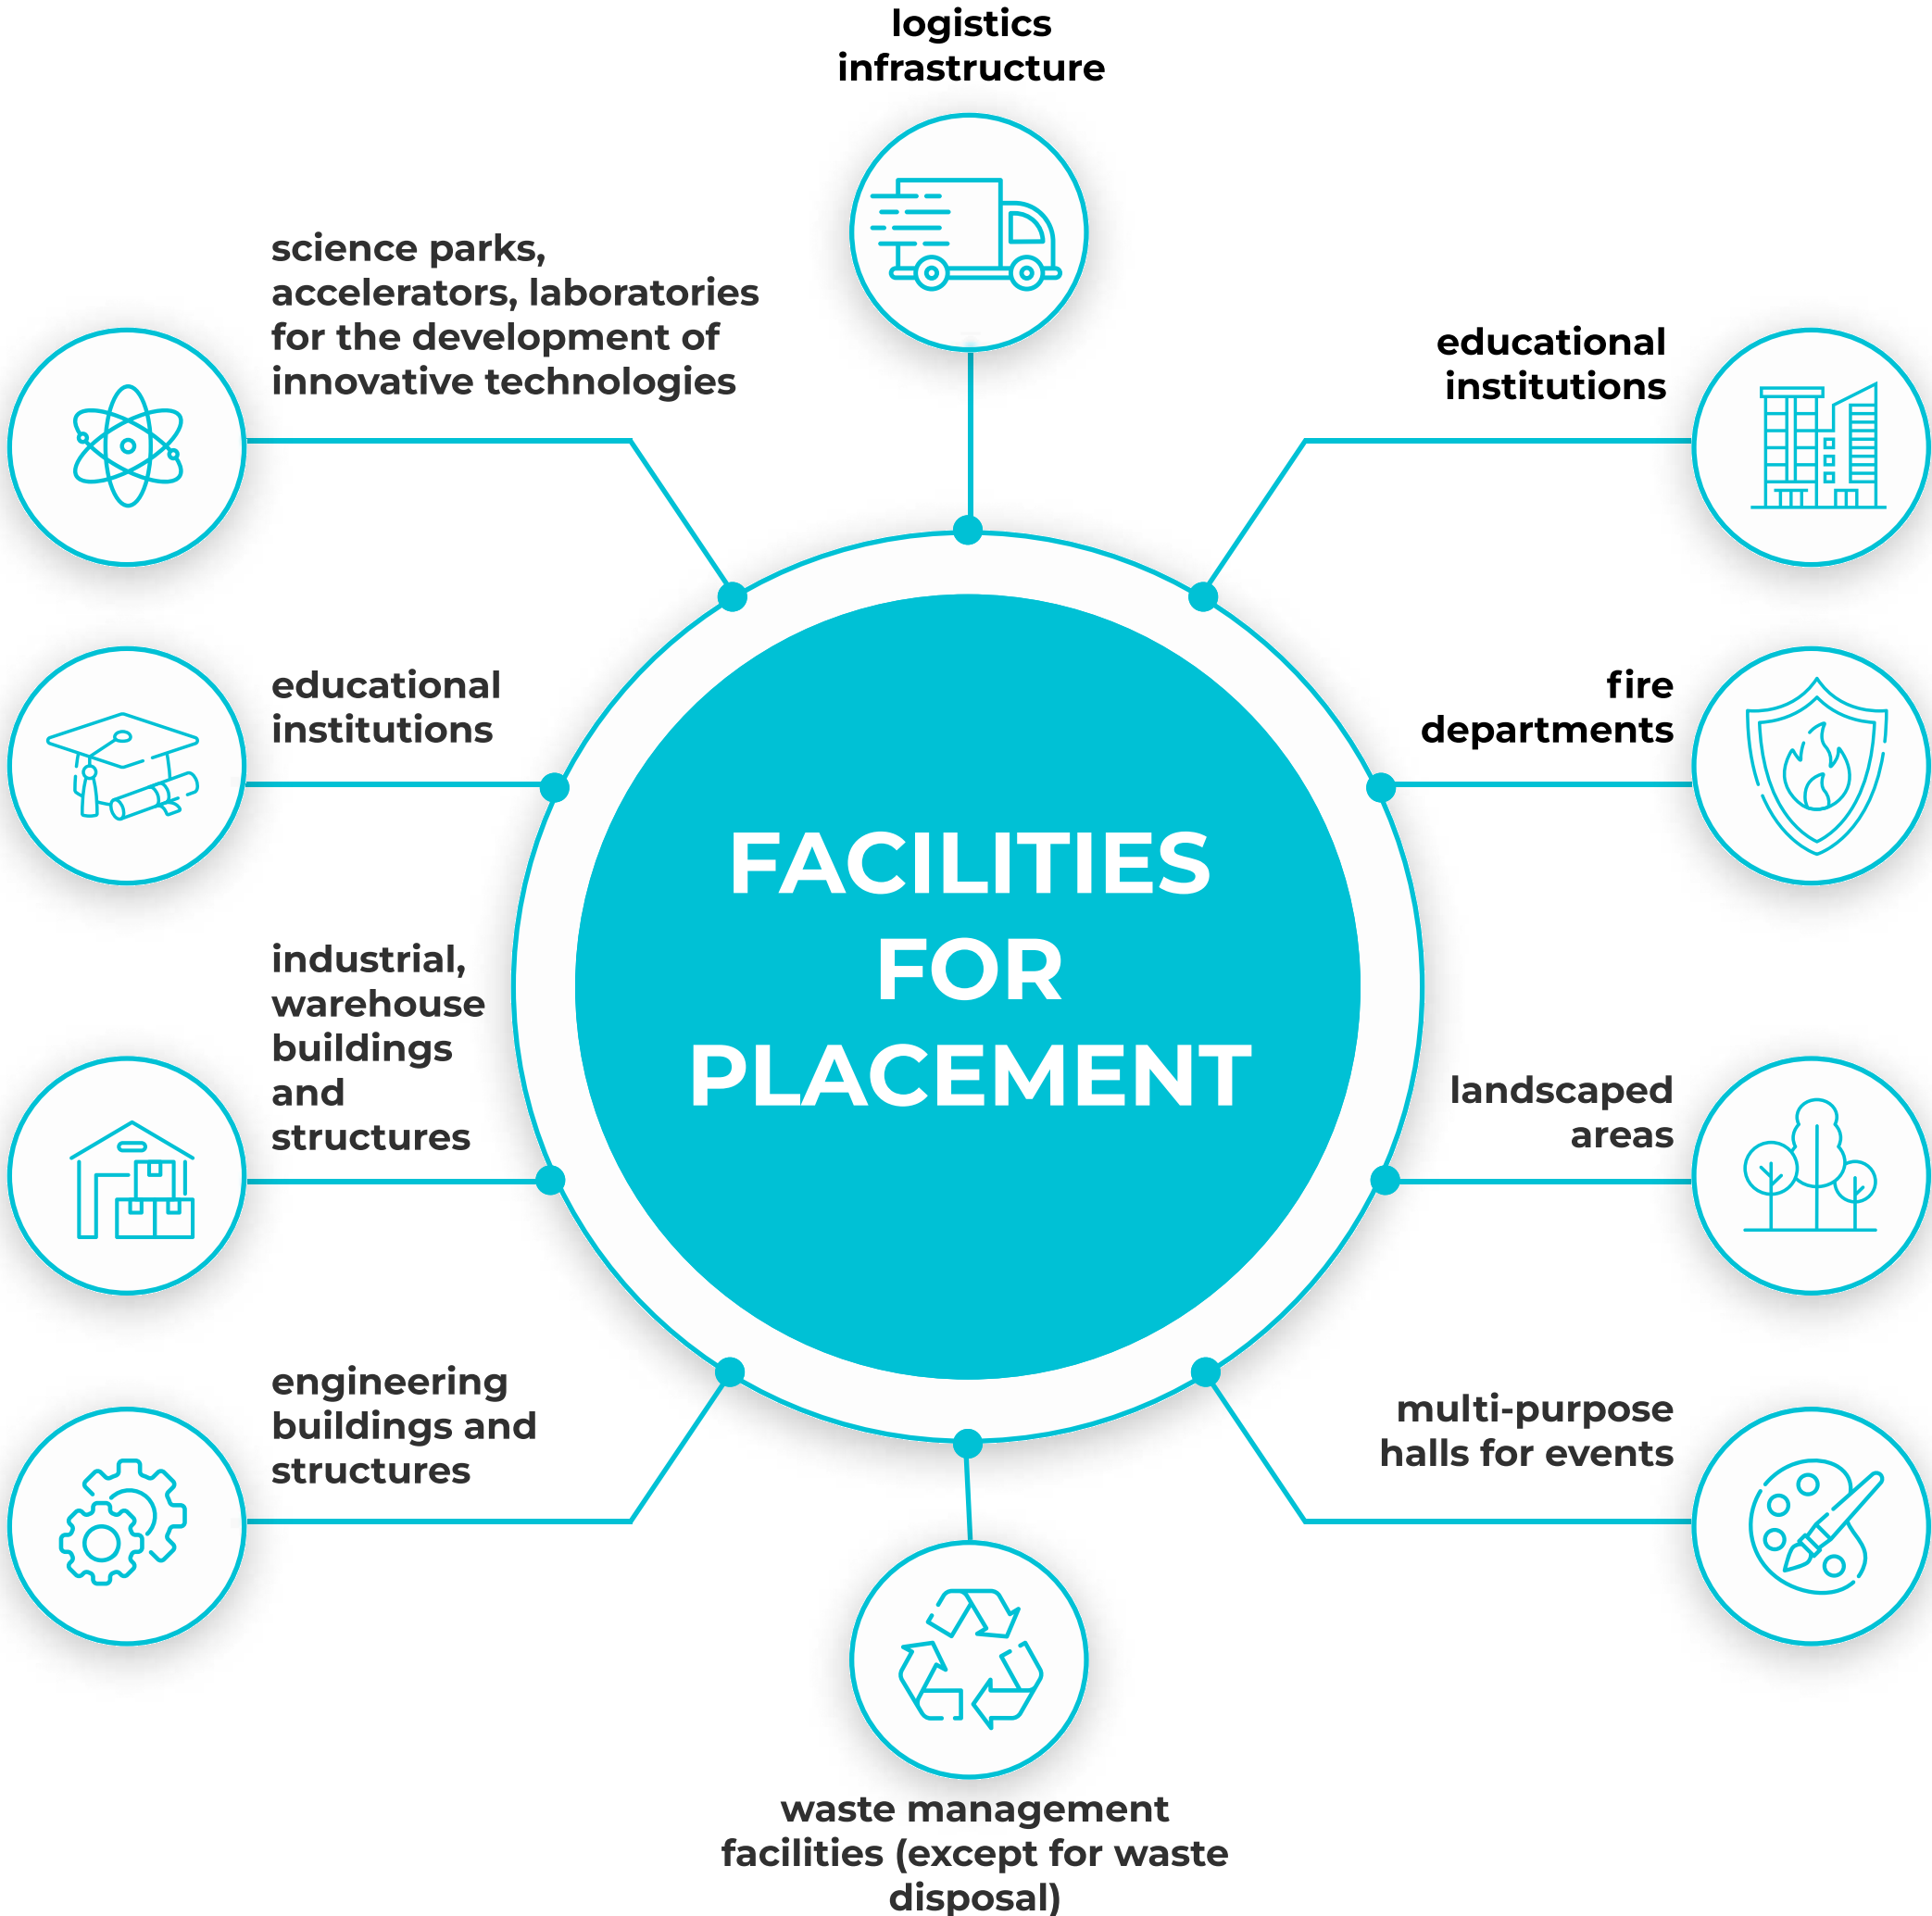 logistics
infrastructure
science parks,
accelerators, laboratories
for the development of
innovative technologies
educational
institutions
educational
institutions
fire
departments
FACILITIES
FOR
PLACEMENT
industrial,
warehouse
buildings
and
structures
landscaped
areas
engineering
buildings and
structures
multi-purpose
halls for events
waste management
facilities (except for waste
disposal)